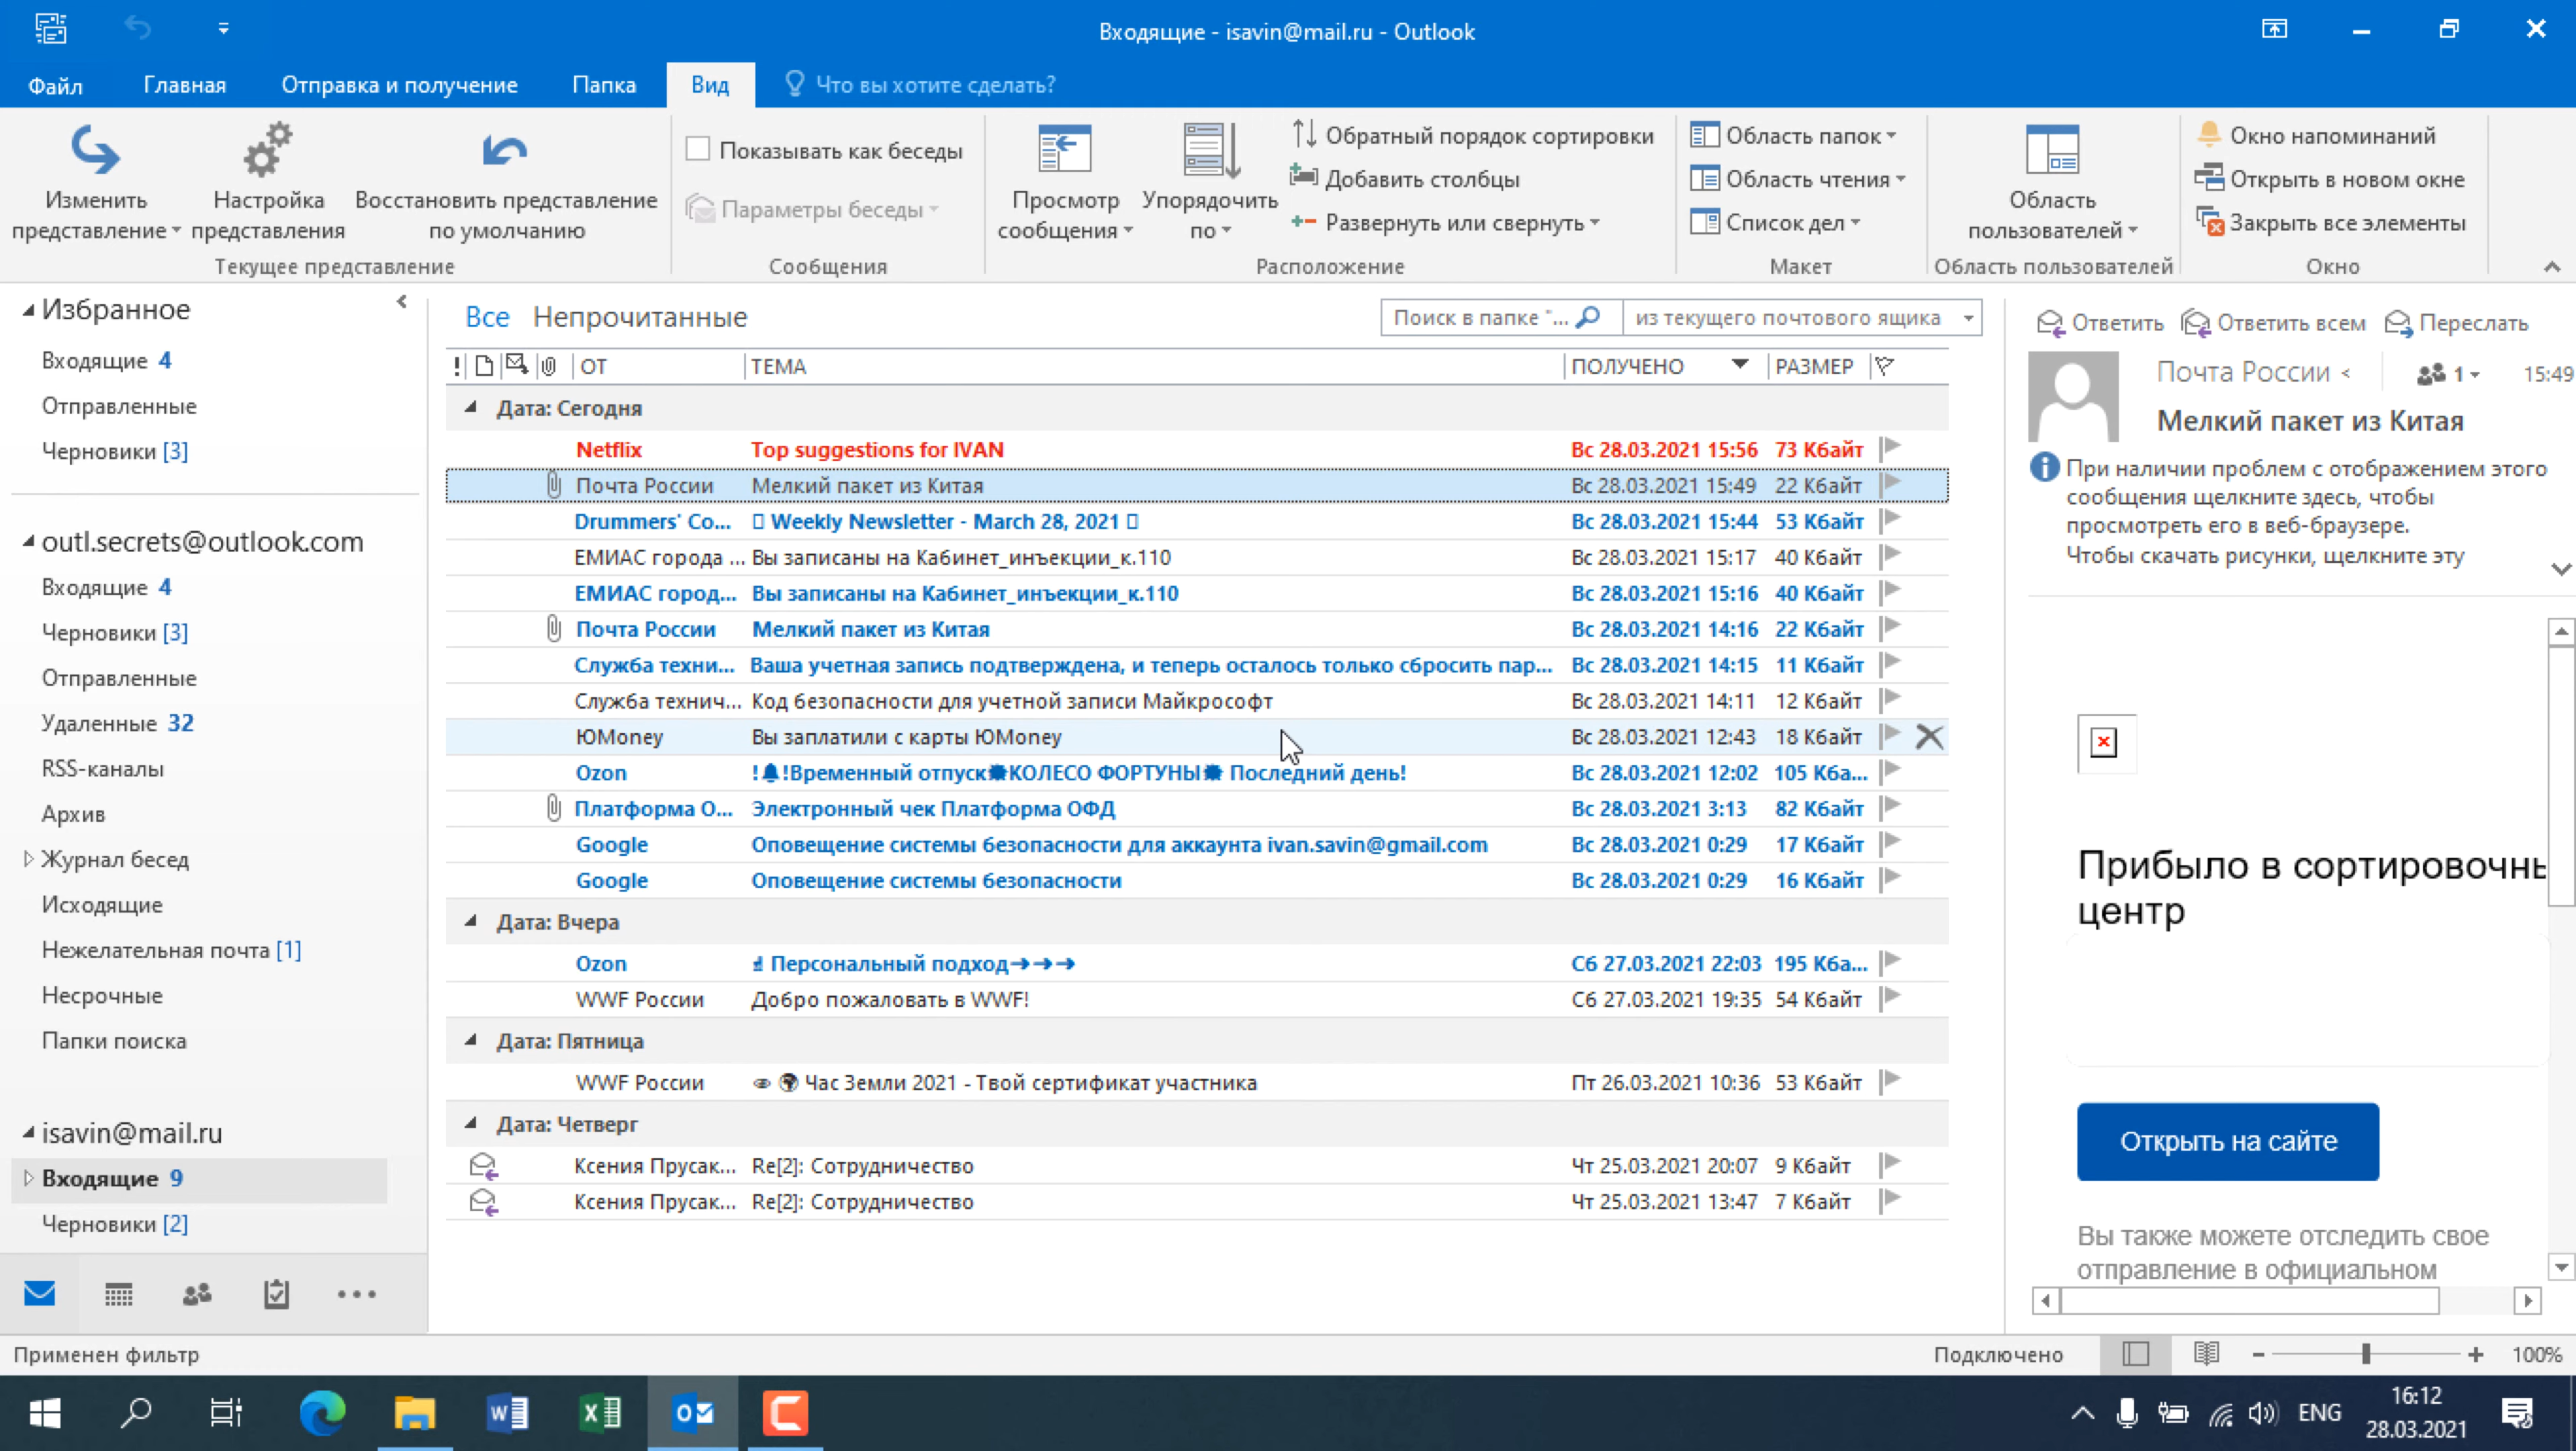 Входящие - isavin@mail.ru - Outlook
Файл Главная Отправка и получение Папка Вид Что вы хотите сделать?
Изменить представление
Настройка представления
Восстановить представление по умолчанию
Текущее представление
Показывать как беседы
Параметры беседы
Сообщения
Просмотр сообщения
Упорядочить по
Обратный порядок сортировки
Добавить столбцы
Развернуть или свернуть
Расположение
Область папок
Область чтения
Список дел
Макет
Область пользователей
Область пользователей
Окно напоминаний
Открыть в новом окне
Закрыть все элементы
Окно
Избранное
Входящие 4
Отправленные
Черновики [3]
outl.secrets@outlook.com
Входящие 4
Черновики [3]
Отправленные
Удаленные 32
RSS-каналы
Архив
Журнал бесед
Исходящие
Нежелательная почта [1]
Несрочные
Папки поиска
isavin@mail.ru
Входящие 9
Черновики [2]
Все Непрочитанные Поиск в папке "... из текущего почтового ящика
! ОТ ТЕМА ПОЛУЧЕНО РАЗМЕР
Дата: Сегодня
Netflix Top suggestions for IVAN Вс 28.03.2021 15:56 73 Кбайт
Почта России Мелкий пакет из Китая Вс 28.03.2021 15:49 22 Кбайт
Drummers' Co... Weekly Newsletter - March 28, 2021 Вс 28.03.2021 15:44 53 Кбайт
ЕМИАС города ... Вы записаны на Кабинет_инъекции_к.110 Вс 28.03.2021 15:17 40 Кбайт
ЕМИАС город... Вы записаны на Кабинет_инъекции_к.110 Вс 28.03.2021 15:16 40 Кбайт
Почта России Мелкий пакет из Китая Вс 28.03.2021 14:16 22 Кбайт
Служба техни... Ваша учетная запись подтверждена, и теперь осталось только сбросить пар... Вс 28.03.2021 14:15 11 Кбайт
Служба технич... Код безопасности для учетной записи Майкрософт Вс 28.03.2021 14:11 12 Кбайт
ЮMoney Вы заплатили с карты ЮMoney Вс 28.03.2021 12:43 18 Кбайт
Ozon !🔔!Временный отпуск✹КОЛЕСО ФОРТУНЫ✹ Последний день! Вс 28.03.2021 12:02 105 Кба...
Платформа О... Электронный чек Платформа ОФД Вс 28.03.2021 3:13 82 Кбайт
Google Оповещение системы безопасности для аккаунта ivan.savin@gmail.com Вс 28.03.2021 0:29 17 Кбайт
Google Оповещение системы безопасности Вс 28.03.2021 0:29 16 Кбайт
Дата: Вчера
Ozon Персональный подход➔➔➔ Сб 27.03.2021 22:03 195 Кба...
WWF России Добро пожаловать в WWF! Сб 27.03.2021 19:35 54 Кбайт
Дата: Пятница
WWF России Час Земли 2021 - Твой сертификат участника Пт 26.03.2021 10:36 53 Кбайт
Дата: Четверг
Ксения Прусак... Re[2]: Сотрудничество Чт 25.03.2021 20:07 9 Кбайт
Ксения Прусак... Re[2]: Сотрудничество Чт 25.03.2021 13:47 7 Кбайт
Ответить Ответить всем Переслать
Почта России < 1 15:49
Мелкий пакет из Китая
При наличии проблем с отображением этого
сообщения щелкните здесь, чтобы
просмотреть его в веб-браузере.
Чтобы скачать рисунки, щелкните эту
Прибыло в сортировочны
центр
Открыть на сайте
Вы также можете отследить свое
отправление в официальном
Применен фильтр Подключено 100%
ENG 16:12
28.03.2021